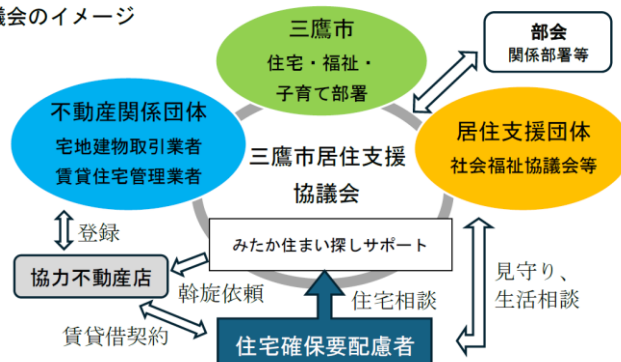 議会のイメージ
三鷹市
住宅・福祉・
子育て部署
部会
関係部署等
不動産関係団体
宅地建物取引業者
賃貸住宅管理業者
三鷹市居住支援
協議会
居住支援団体
社会福祉協議会等
みたか住まい探しサポート
登録
協力不動産店
斡旋依頼
住宅相談
見守り、
生活相談
賃貸借契約
住宅確保要配慮者